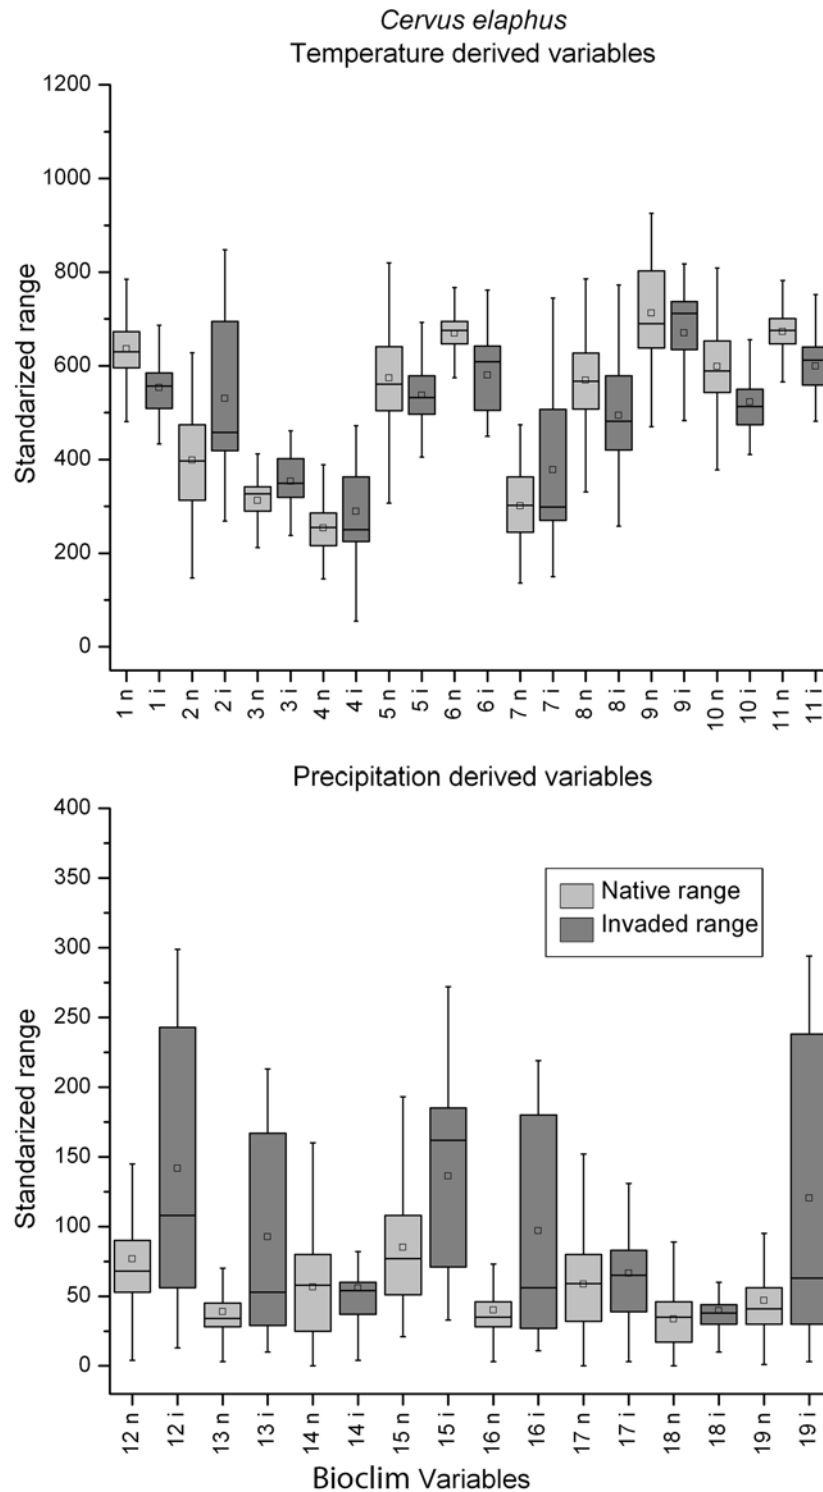 Cervus elaphus
Temperature derived variables
1200
1000
800
600
400
200
0
Standarized range
1 n 1 i 2 n 2 i 3 n 3 i 4 n 4 i 5 n 5 i 6 n 6 i 7 n 7 i 8 n 8 i 9 n 9 i 10 n 10 i 11 n 11 i
Precipitation derived variables
400
350
300
250
200
150
100
50
0
Standarized range
Native range
Invaded range
12 n 12 i 13 n 13 i 14 n 14 i 15 n 15 i 16 n 16 i 17 n 17 i 18 n 18 i 19 n 19 i
Bioclim Variables